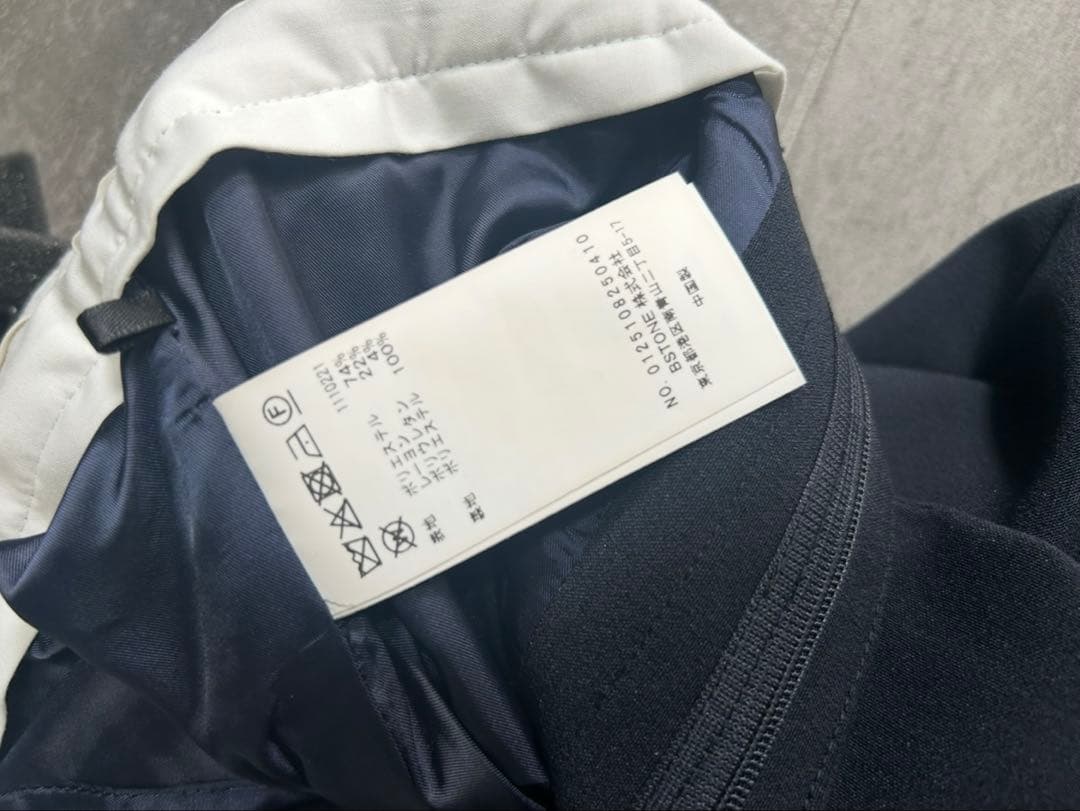 111021
表地 ポリエステル 74%
レーヨン 22%
ポリウレタン 4%
裏地 ポリエステル 100%
NO. 0125108250410
BSTONE 株式会社.
東京都港区南青山二丁目5-17
中国製